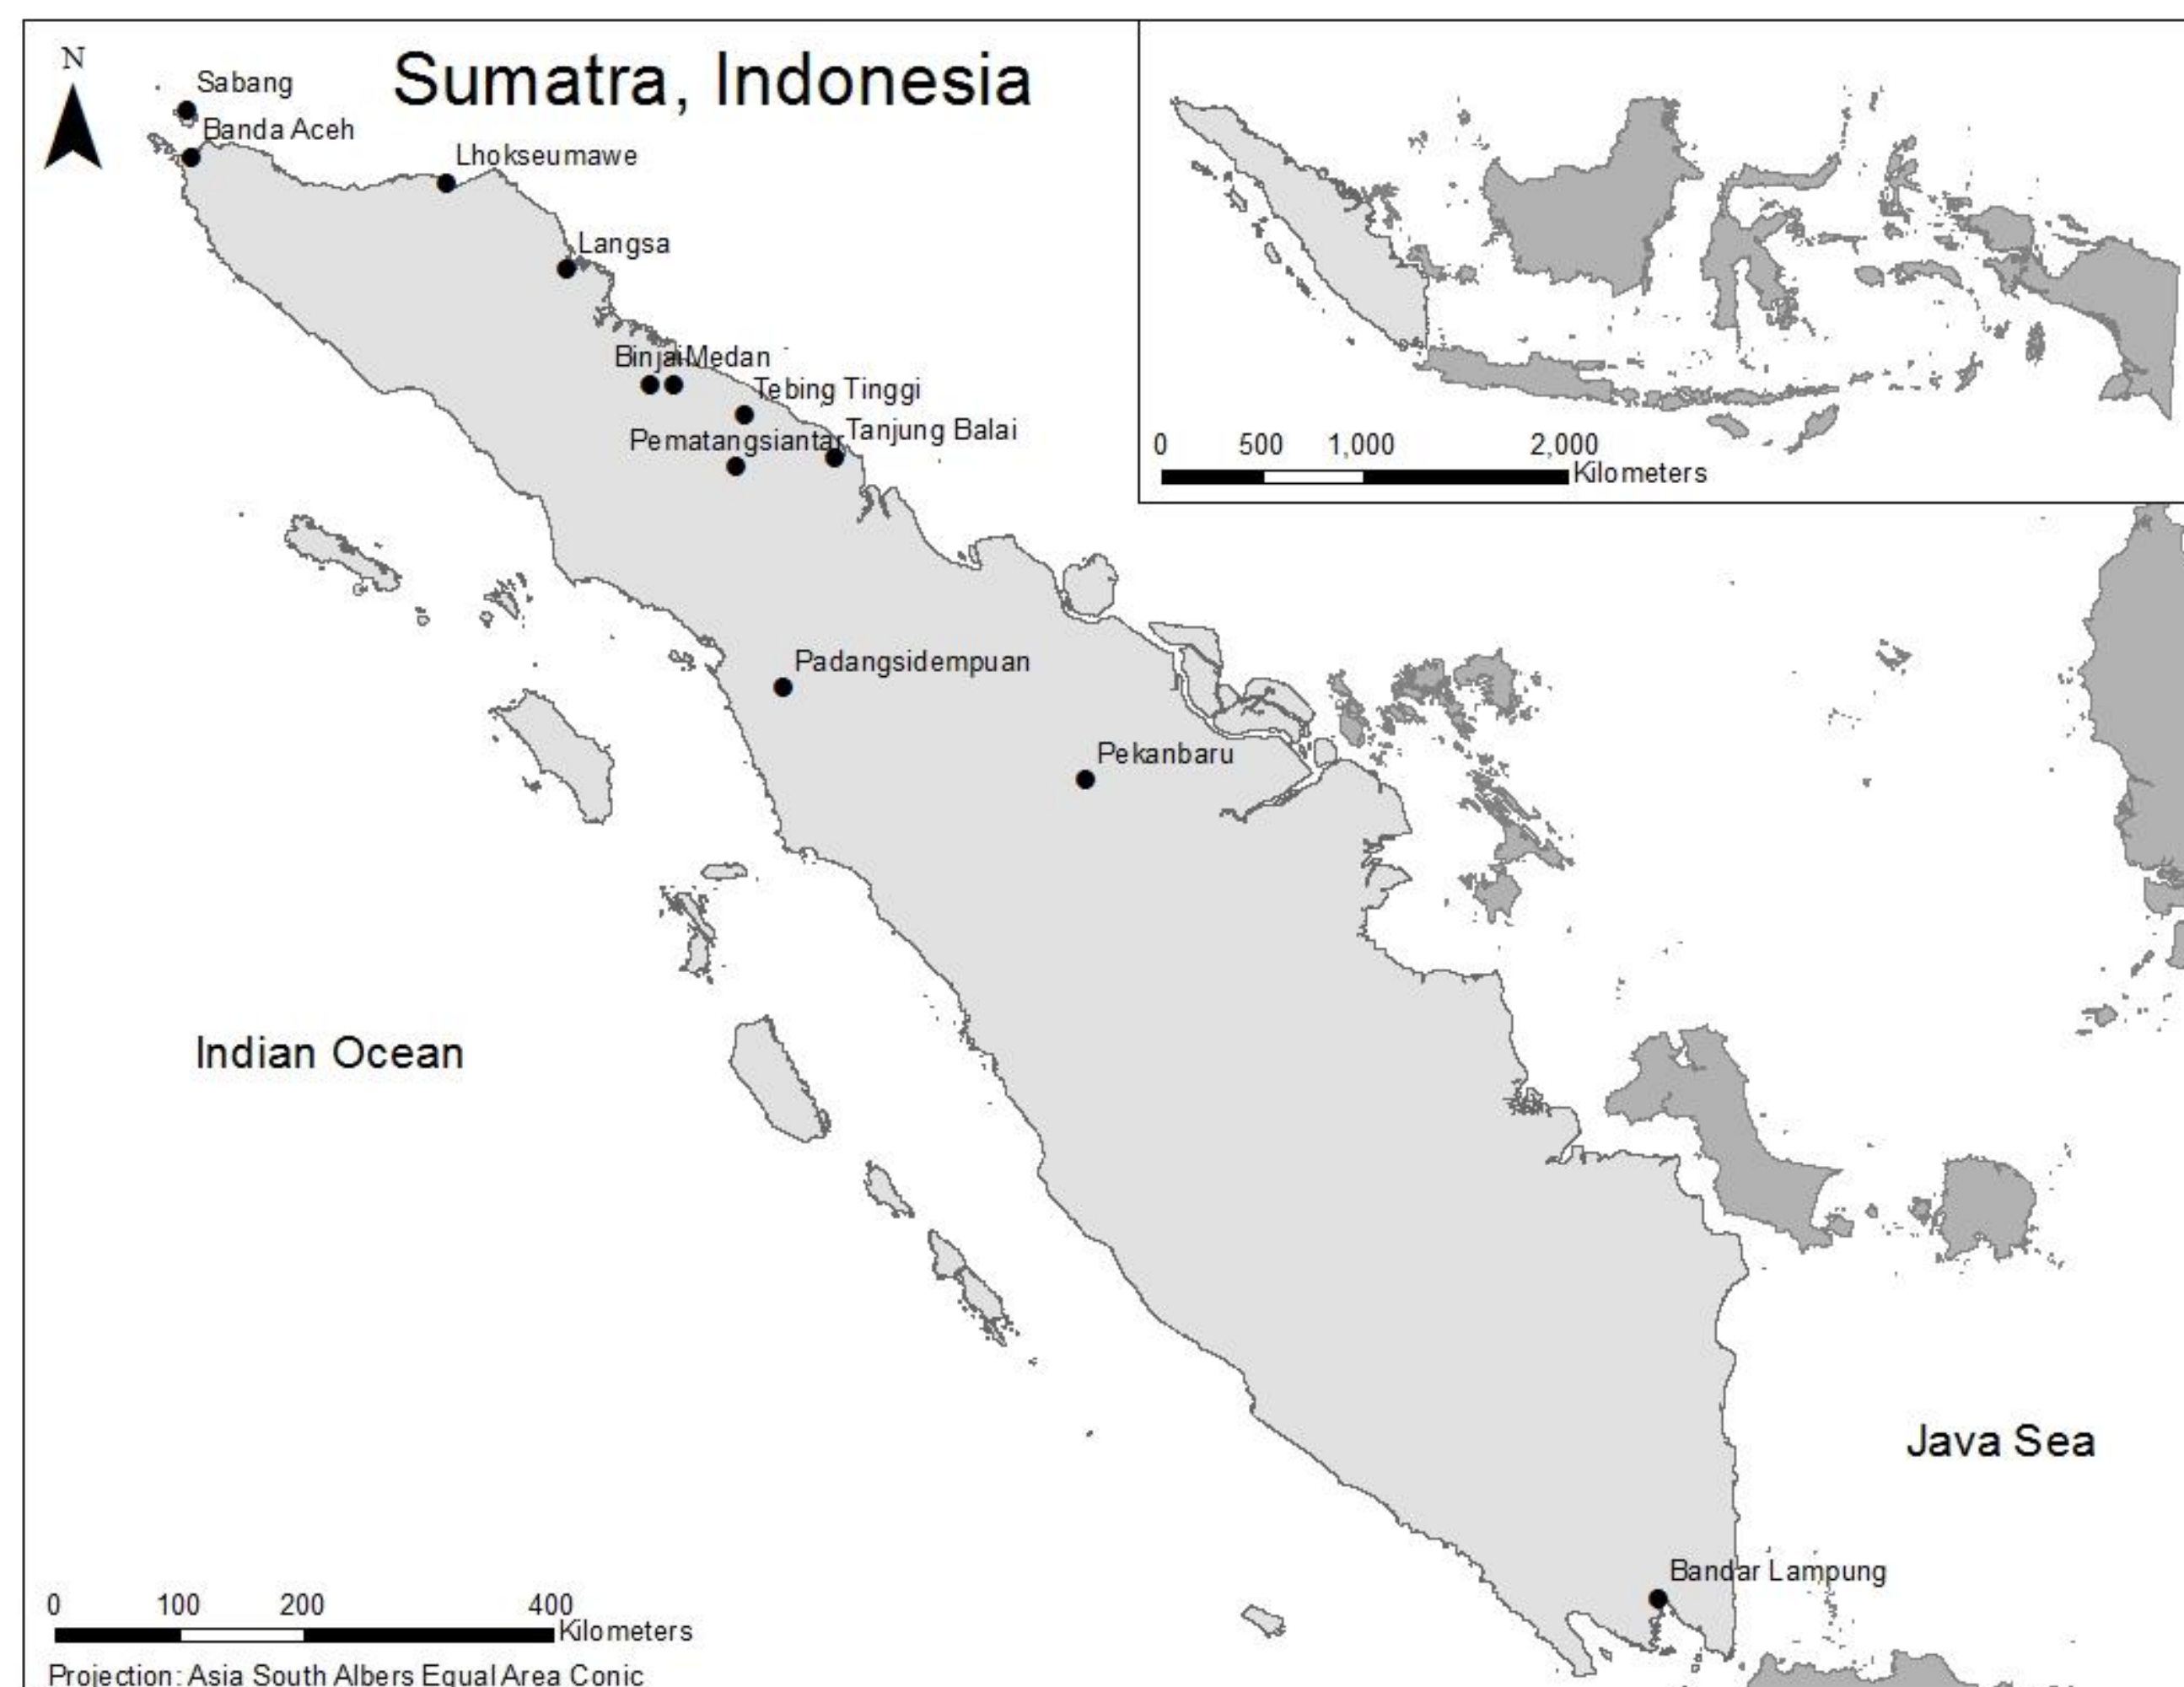 N
Sumatra, Indonesia
Sabang
Banda Aceh
Lhokseumawe
Langsa
Binjai
Medan
Tebing Tinggi
Pematangsiantar
Tanjung Balai
0 500 1,000 2,000
Kilometers
Padangsidempuan
Pekanbaru
Indian Ocean
Java Sea
Bandar Lampung
0 100 200 400
Kilometers
Projection: Asia South Albers Equal Area Conic